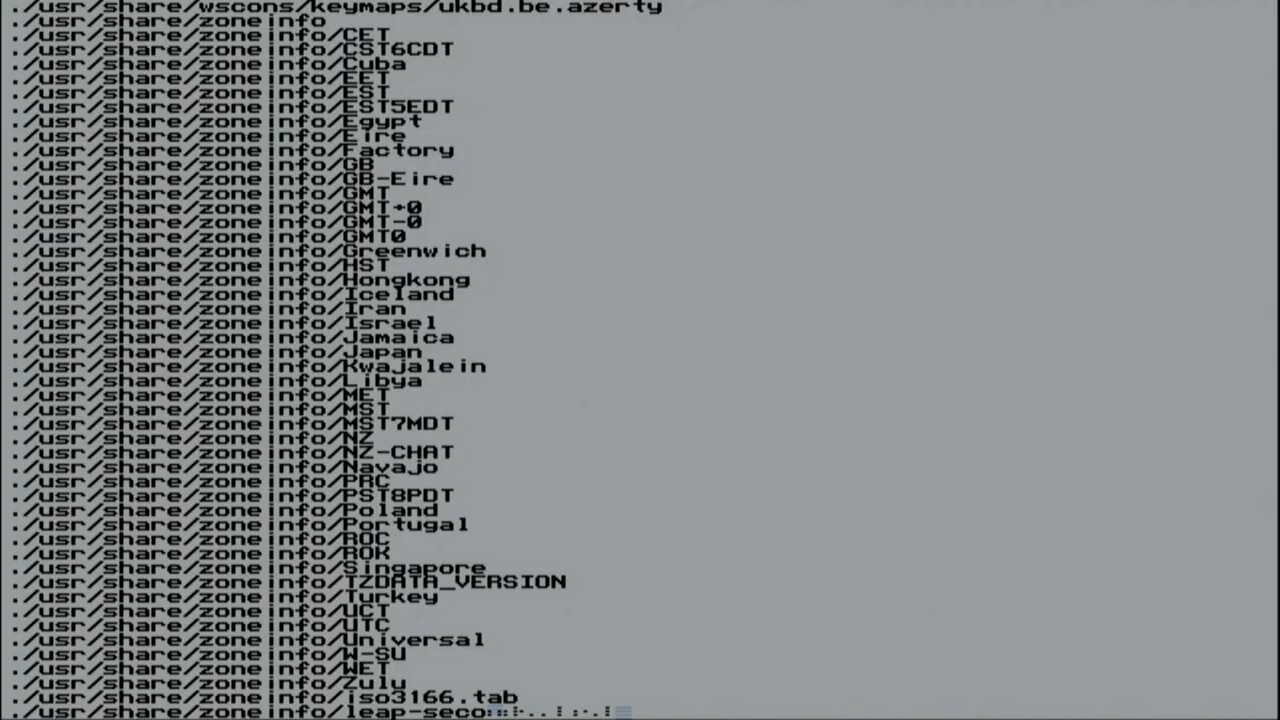 ./usr/share/wscons/keymaps/ukbd.be.azerty
./usr/share/zoneinfo
./usr/share/zoneinfo/CET
./usr/share/zoneinfo/CST6CDT
./usr/share/zoneinfo/Cuba
./usr/share/zoneinfo/EET
./usr/share/zoneinfo/EST
./usr/share/zoneinfo/EST5EDT
./usr/share/zoneinfo/Egypt
./usr/share/zoneinfo/Eire
./usr/share/zoneinfo/Factory
./usr/share/zoneinfo/GB
./usr/share/zoneinfo/GB-Eire
./usr/share/zoneinfo/GMT
./usr/share/zoneinfo/GMT+0
./usr/share/zoneinfo/GMT-0
./usr/share/zoneinfo/GMT0
./usr/share/zoneinfo/Greenwich
./usr/share/zoneinfo/HST
./usr/share/zoneinfo/Hongkong
./usr/share/zoneinfo/Iceland
./usr/share/zoneinfo/Iran
./usr/share/zoneinfo/Israel
./usr/share/zoneinfo/Jamaica
./usr/share/zoneinfo/Japan
./usr/share/zoneinfo/Kwajalein
./usr/share/zoneinfo/Libya
./usr/share/zoneinfo/MET
./usr/share/zoneinfo/MST
./usr/share/zoneinfo/MST7MDT
./usr/share/zoneinfo/NZ
./usr/share/zoneinfo/NZ-CHAT
./usr/share/zoneinfo/Navajo
./usr/share/zoneinfo/PRC
./usr/share/zoneinfo/PST8PDT
./usr/share/zoneinfo/Poland
./usr/share/zoneinfo/Portugal
./usr/share/zoneinfo/ROC
./usr/share/zoneinfo/ROK
./usr/share/zoneinfo/Singapore
./usr/share/zoneinfo/TZDATA_VERSION
./usr/share/zoneinfo/Turkey
./usr/share/zoneinfo/UCT
./usr/share/zoneinfo/UTC
./usr/share/zoneinfo/Universal
./usr/share/zoneinfo/W-SU
./usr/share/zoneinfo/WET
./usr/share/zoneinfo/Zulu
./usr/share/zoneinfo/iso3166.tab
./usr/share/zoneinfo/leap-seco